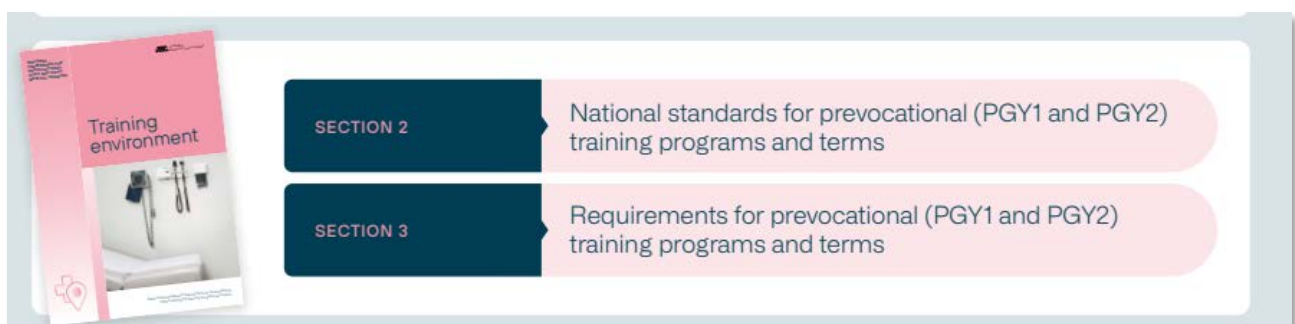 Training
environment
SECTION 2
National standards for prevocational (PGY1 and PGY2)
training programs and terms
SECTION 3
Requirements for prevocational (PGY1 and PGY2)
training programs and terms